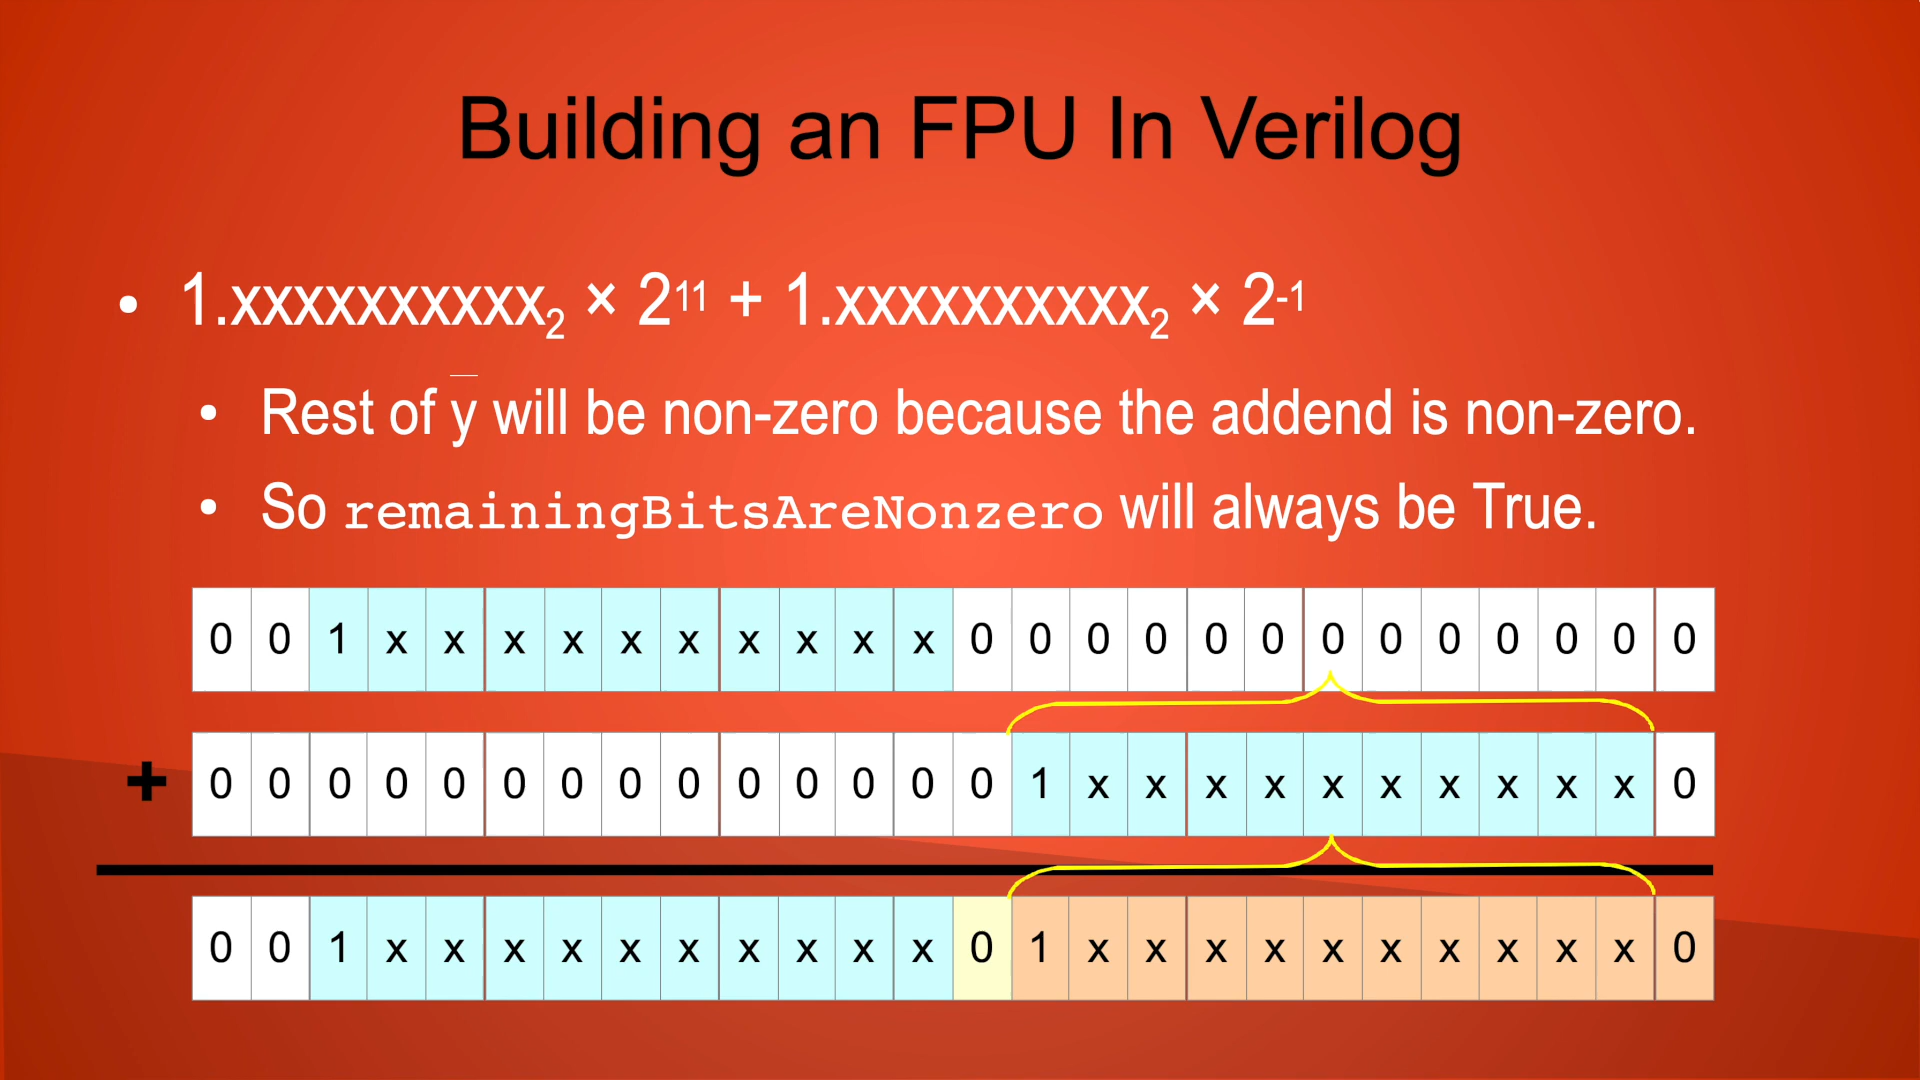 Building an FPU In Verilog
• 1.xxxxxxxxxx₂ × 2¹¹ + 1.xxxxxxxxxx₂ × 2⁻¹
• Rest of y̅ will be non-zero because the addend is non-zero.
• So remainingBitsAreNonzero will always be True.
0 0 1 x x x x x x x x x x 0 0 0 0 0 0 0 0 0 0 0 0 0
+ 0 0 0 0 0 0 0 0 0 0 0 0 0 0 1 x x x x x x x x x x 0
0 0 1 x x x x x x x x x x 0 1 x x x x x x x x x x 0